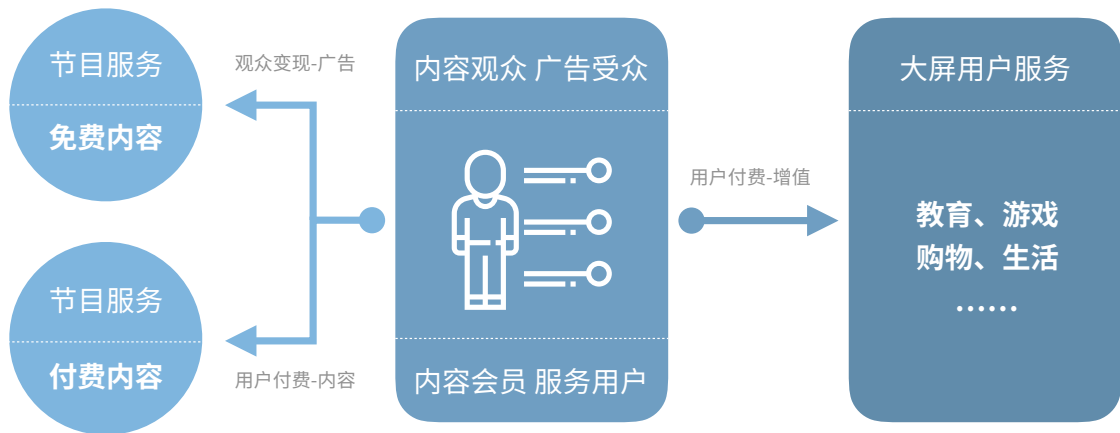 节目服务
免费内容
节目服务
付费内容
观众变现-广告
用户付费-内容
内容观众 广告受众
内容会员 服务用户
用户付费-增值
大屏用户服务
教育、游戏
购物、生活
......